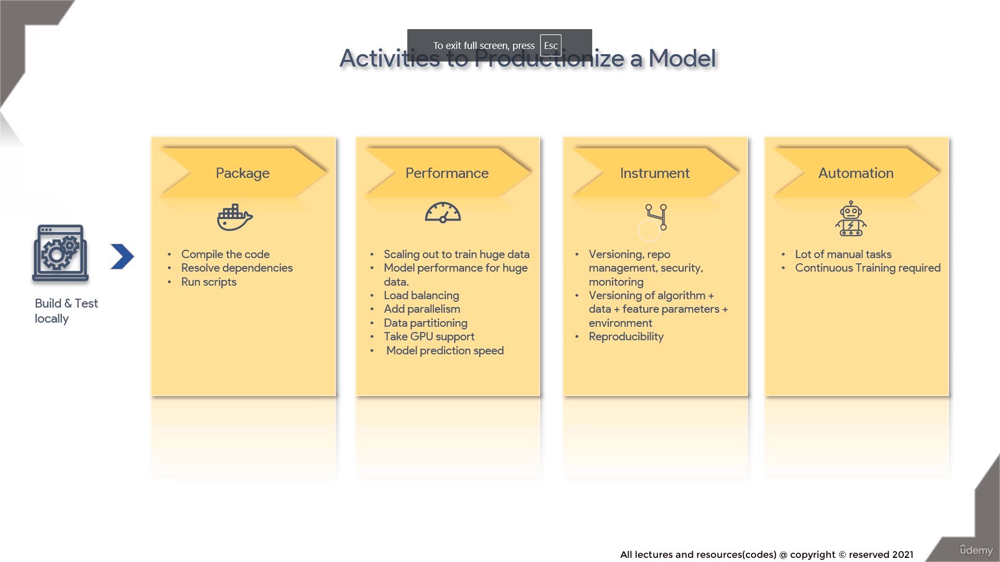 To exit full screen, press Esc
Activities to Productionize a Model
Package
Performance
Instrument
Automation
Build & Test
locally
• Compile the code
• Resolve dependencies
• Run scripts
• Scaling out to train huge data
• Model performance for huge
data.
• Load balancing
• Add parallelism
• Data partitioning
• Take GPU support
• Model prediction speed
• Versioning, repo
management, security,
monitoring
• Versioning of algorithm +
data + feature parameters +
environment
• Reproducibility
• Lot of manual tasks
• Continuous Training required
All lectures and resources(codes) @ copyright © reserved 2021
ûdemy